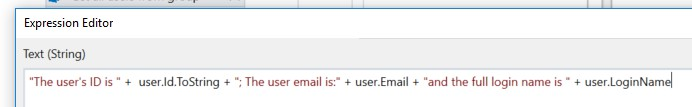 Expression Editor
Text (String)
"The user's ID is " +  user.Id.ToString + "; The user email is:" + user.Email + "and the full login name is " + user.LoginName